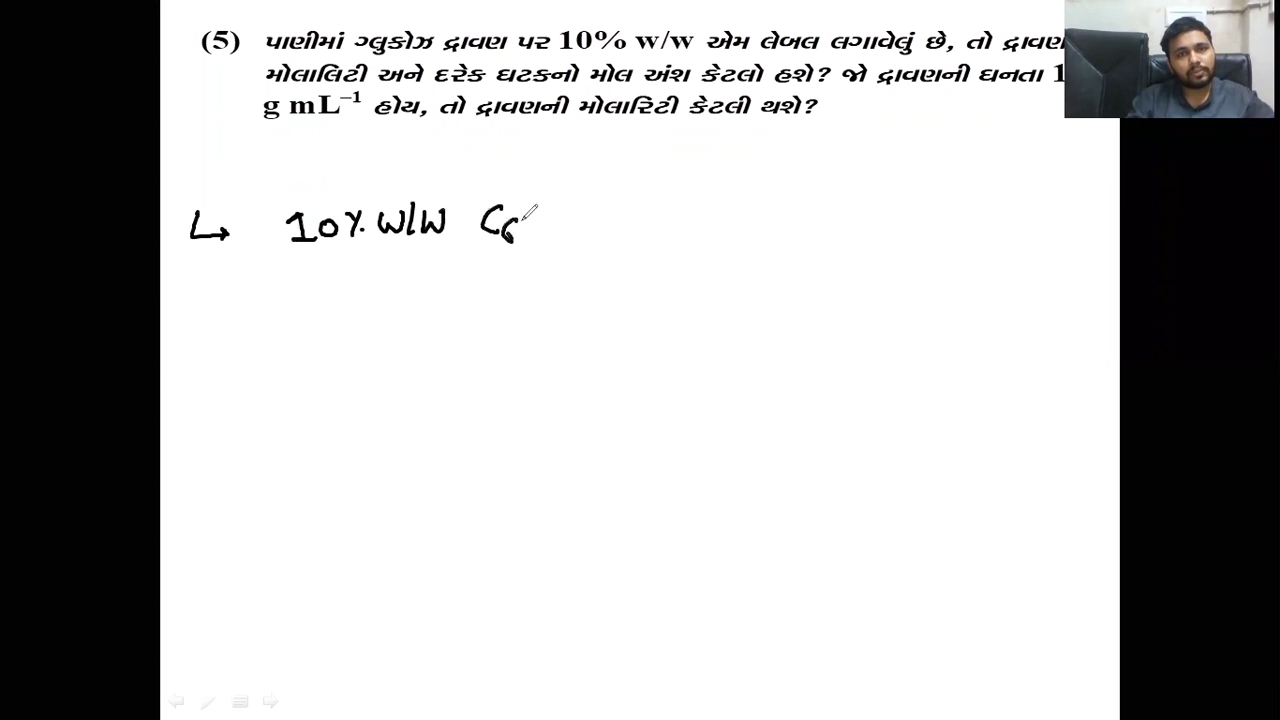 (5) પાણીમાં ગ્લુકોઝ દ્રાવણ પર 10% w/w એમ લેબલ લગાવેલું છે, તો દ્રાવણ
મોલાલિટી અને દરેક ઘટકનો મોલ અંશ કેટલો હશે? જો દ્રાવણની ઘનતા 1
g mL⁻¹ હોય, તો દ્રાવણની મોલારિટી કેટલી થશે?
↳ 10% W/W C₆